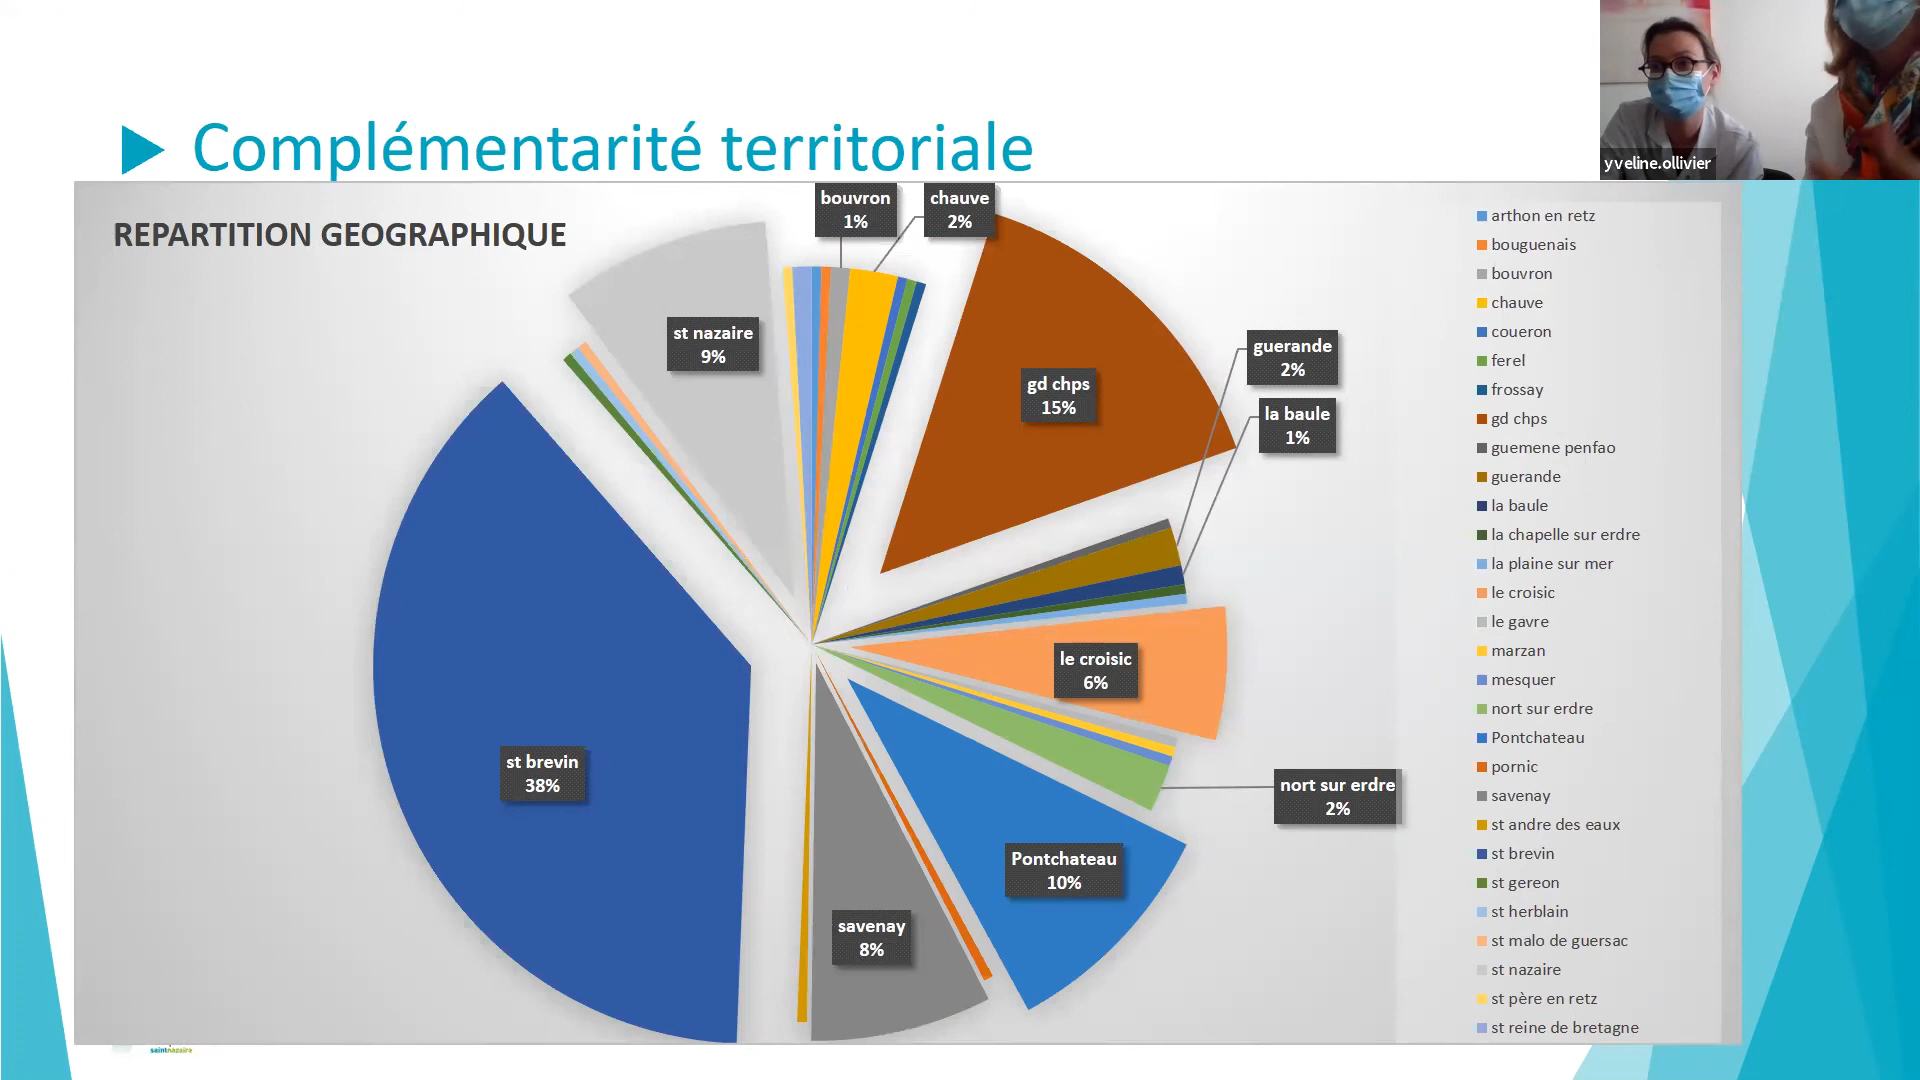 yveline.ollivier
Complémentarité territoriale
REPARTITION GEOGRAPHIQUE
bouvron
1%
chauve
2%
st nazaire
9%
gd chps
15%
guerande
2%
la baule
1%
le croisic
6%
nort sur erdre
2%
Pontchateau
10%
savenay
8%
st brevin
38%
arthon en retz
bouguenais
bouvron
chauve
coueron
ferel
frossay
gd chps
guemene penfao
guerande
la baule
la chapelle sur erdre
la plaine sur mer
le croisic
le gavre
marzan
mesquer
nort sur erdre
Pontchateau
pornic
savenay
st andre des eaux
st brevin
st gereon
st herblain
st malo de guersac
st nazaire
st père en retz
st reine de bretagne
saintnazaire